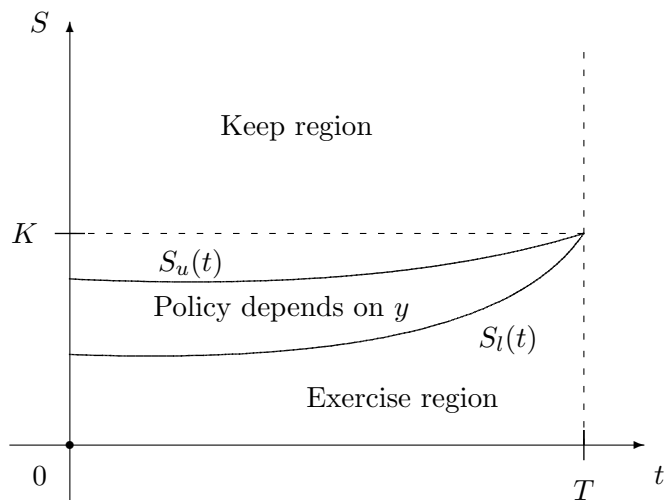 S
Keep region
K
S_u(t)
Policy depends on y
S_l(t)
Exercise region
0
T
t